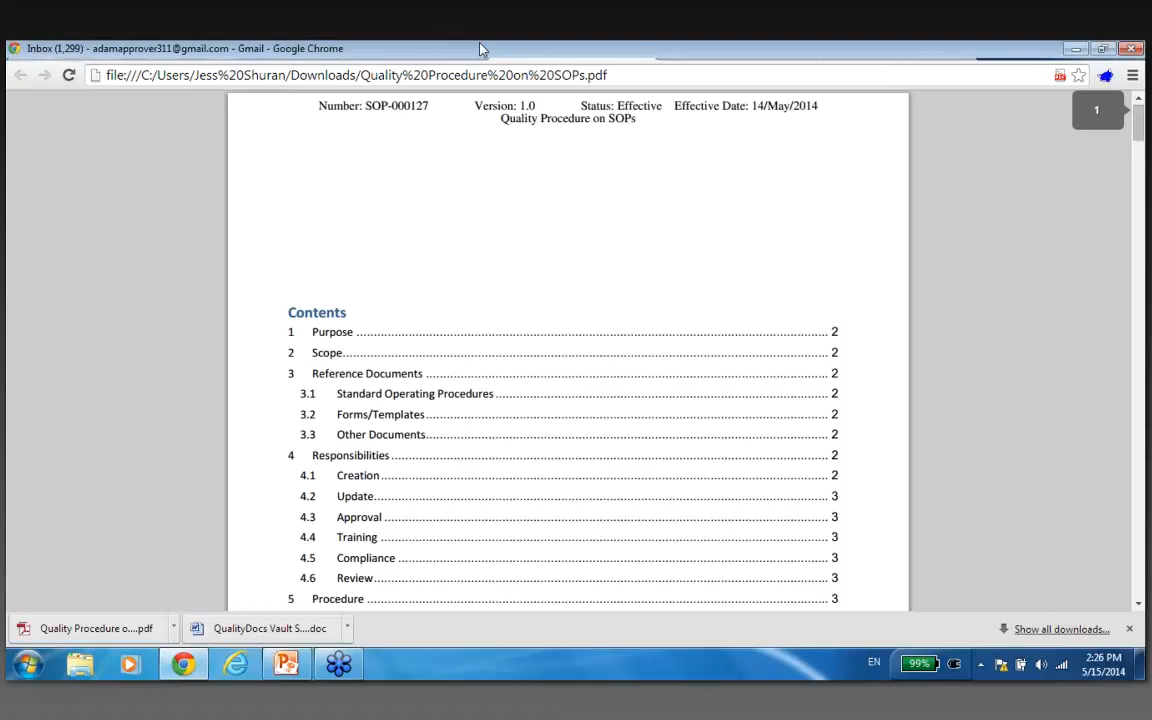 Inbox (1,299) - adamapprover311@gmail.com - Gmail - Google Chrome
file:///C:/Users/Jess%20Shuran/Downloads/Quality%20Procedure%20on%20SOPs.pdf
Number: SOP-000127 Version: 1.0 Status: Effective Effective Date: 14/May/2014
Quality Procedure on SOPs
1
Contents
1 Purpose 2
2 Scope 2
3 Reference Documents 2
3.1 Standard Operating Procedures 2
3.2 Forms/Templates 2
3.3 Other Documents 2
4 Responsibilities 2
4.1 Creation 2
4.2 Update 3
4.3 Approval 3
4.4 Training 3
4.5 Compliance 3
4.6 Review 3
5 Procedure 3
Quality Procedure o....pdf QualityDocs Vault S....doc Show all downloads...
EN 99% 2:26 PM
5/15/2014